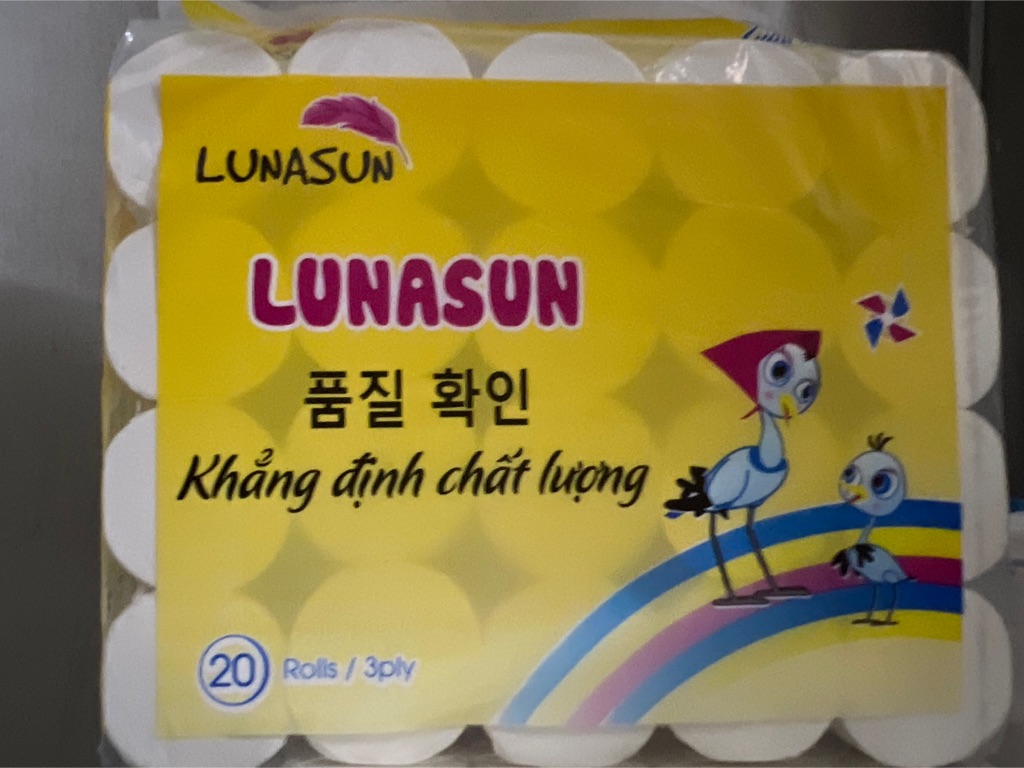 LUNASUN
LUNASUN
품질 확인
Khẳng định chất lượng
20 Rolls / 3ply